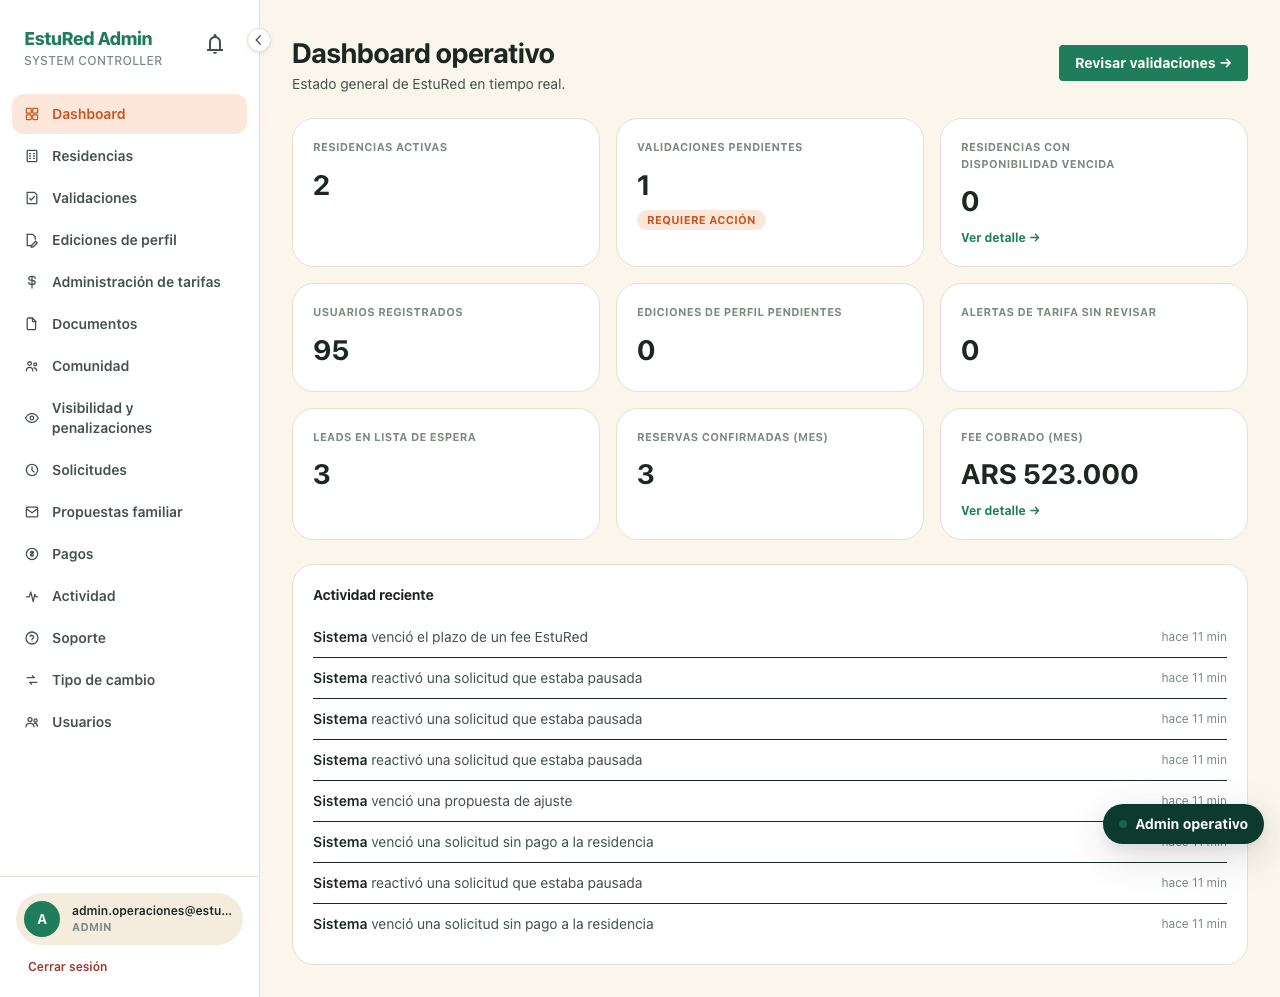 EstuRed Admin
SYSTEM CONTROLLER
Dashboard
Residencias
Validaciones
Ediciones de perfil
Administración de tarifas
Documentos
Comunidad
Visibilidad y
penalizaciones
Solicitudes
Propuestas familiar
Pagos
Actividad
Soporte
Tipo de cambio
Usuarios
A
admin.operaciones@estu...
ADMIN
Cerrar sesión
Dashboard operativo
Estado general de EstuRed en tiempo real.
Revisar validaciones →
RESIDENCIAS ACTIVAS
2
VALIDACIONES PENDIENTES
1
REQUIERE ACCIÓN
RESIDENCIAS CON
DISPONIBILIDAD VENCIDA
0
Ver detalle →
USUARIOS REGISTRADOS
95
EDICIONES DE PERFIL PENDIENTES
0
ALERTAS DE TARIFA SIN REVISAR
0
LEADS EN LISTA DE ESPERA
3
RESERVAS CONFIRMADAS (MES)
3
FEE COBRADO (MES)
ARS 523.000
Ver detalle →
Actividad reciente
Sistema venció el plazo de un fee EstuRed hace 11 min
Sistema reactivó una solicitud que estaba pausada hace 11 min
Sistema reactivó una solicitud que estaba pausada hace 11 min
Sistema reactivó una solicitud que estaba pausada hace 11 min
Sistema venció una propuesta de ajuste hace 11 min
Admin operativo
Sistema venció una solicitud sin pago a la residencia hace 11 min
Sistema reactivó una solicitud que estaba pausada hace 11 min
Sistema venció una solicitud sin pago a la residencia hace 11 min